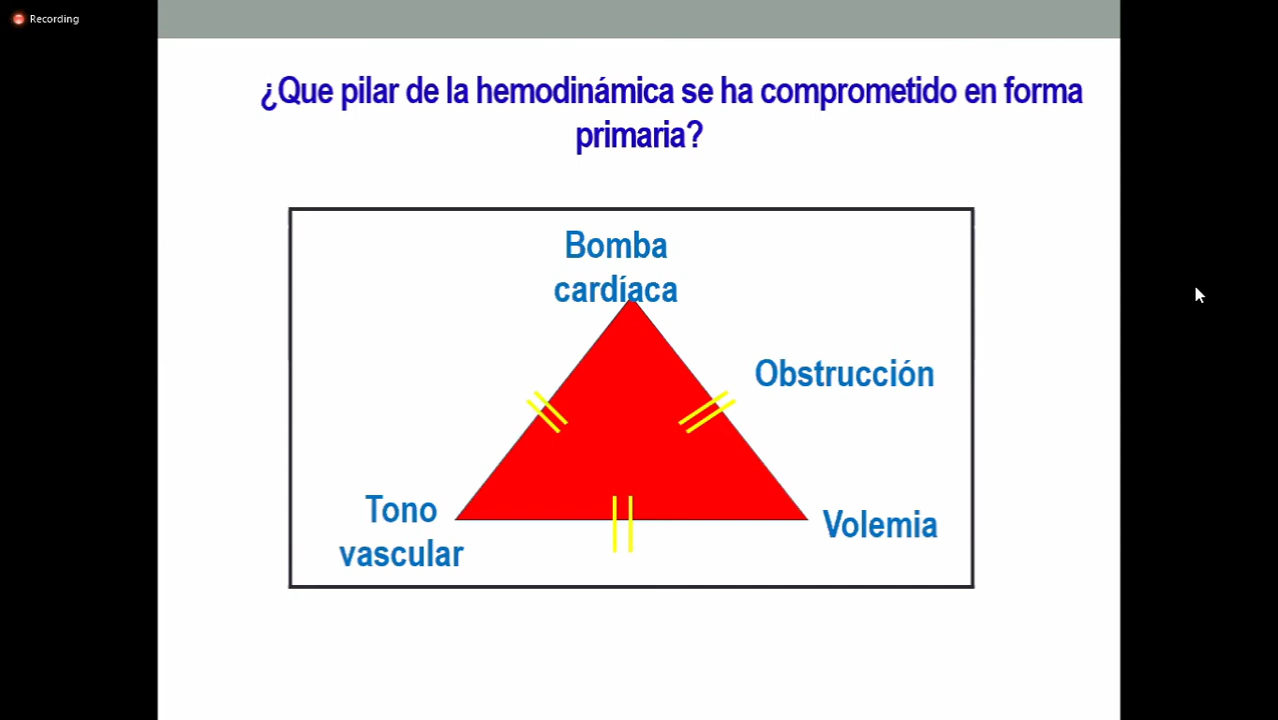 Recording
¿Que pilar de la hemodinámica se ha comprometido en forma
primaria?
Bomba
cardíaca
Obstrucción
Tono
vascular
Volemia